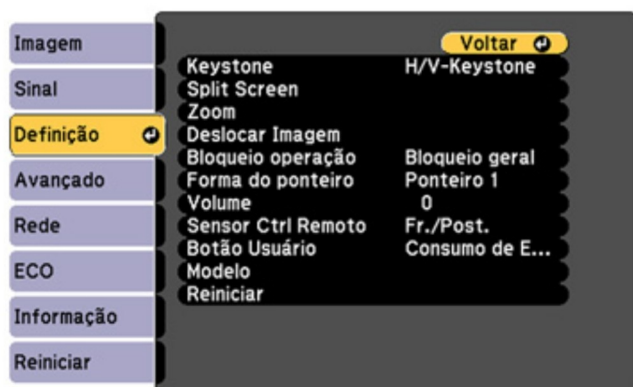 Imagem
Sinal
Definição
Avançado
Rede
ECO
Informação
Reiniciar
Voltar
Keystone H/V-Keystone
Split Screen
Zoom
Deslocar Imagem
Bloqueio operação Bloqueio geral
Forma do ponteiro Ponteiro 1
Volume 0
Sensor Ctrl Remoto Fr./Post.
Botão Usuário Consumo de E...
Modelo
Reiniciar